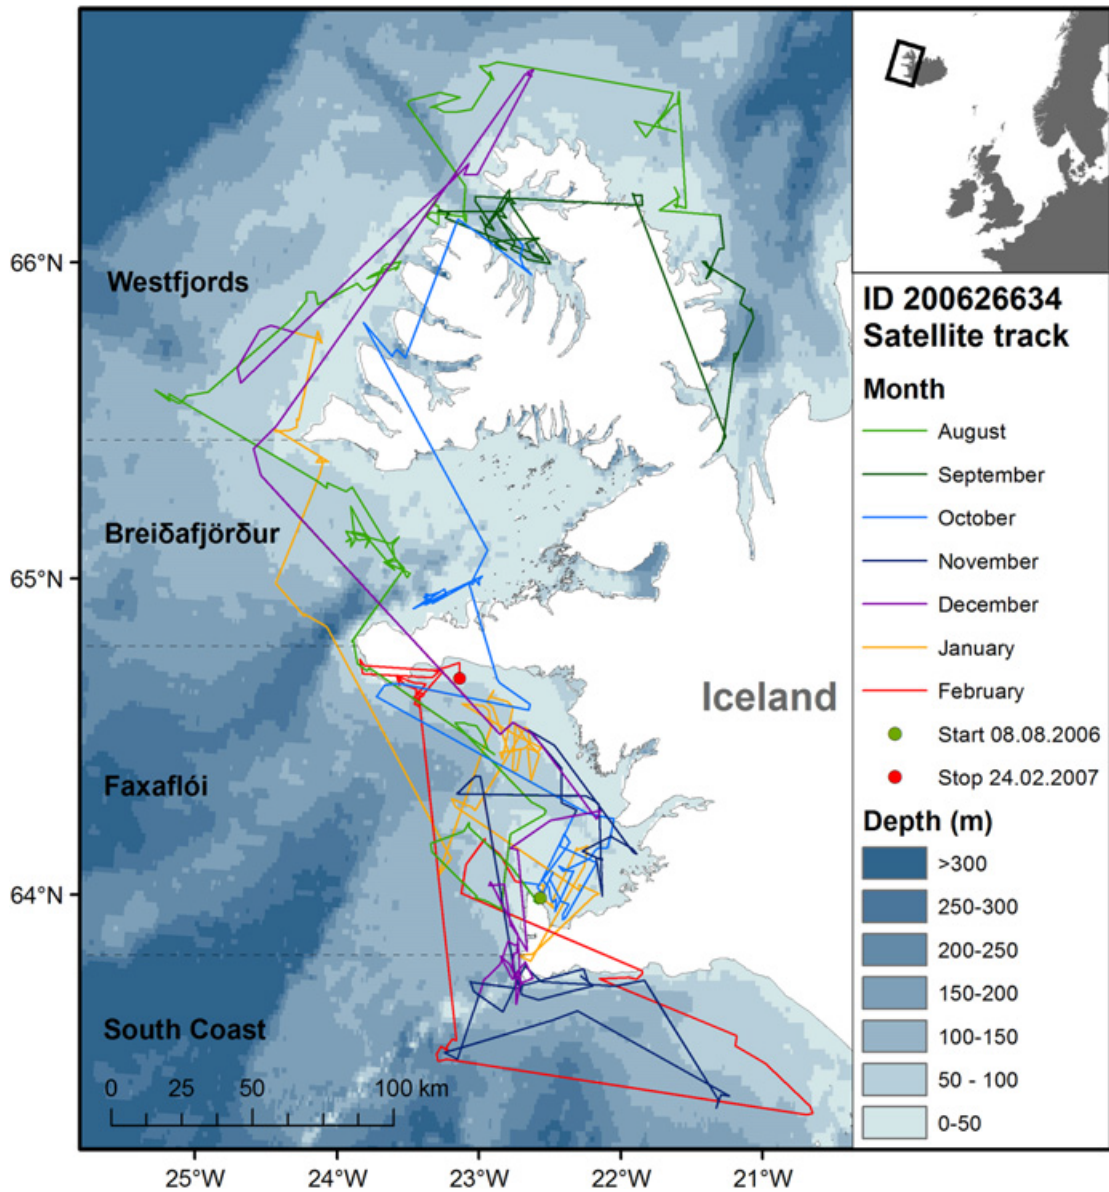 66°N
65°N
64°N
25°W
24°W
23°W
22°W
21°W
Westfjords
Breiðafjörður
Faxaflói
South Coast
Iceland
0 25 50 100 km
ID 200626634
Satellite track
Month
August
September
October
November
December
January
February
Start 08.08.2006
Stop 24.02.2007
Depth (m)
>300
250-300
200-250
150-200
100-150
50 - 100
0-50